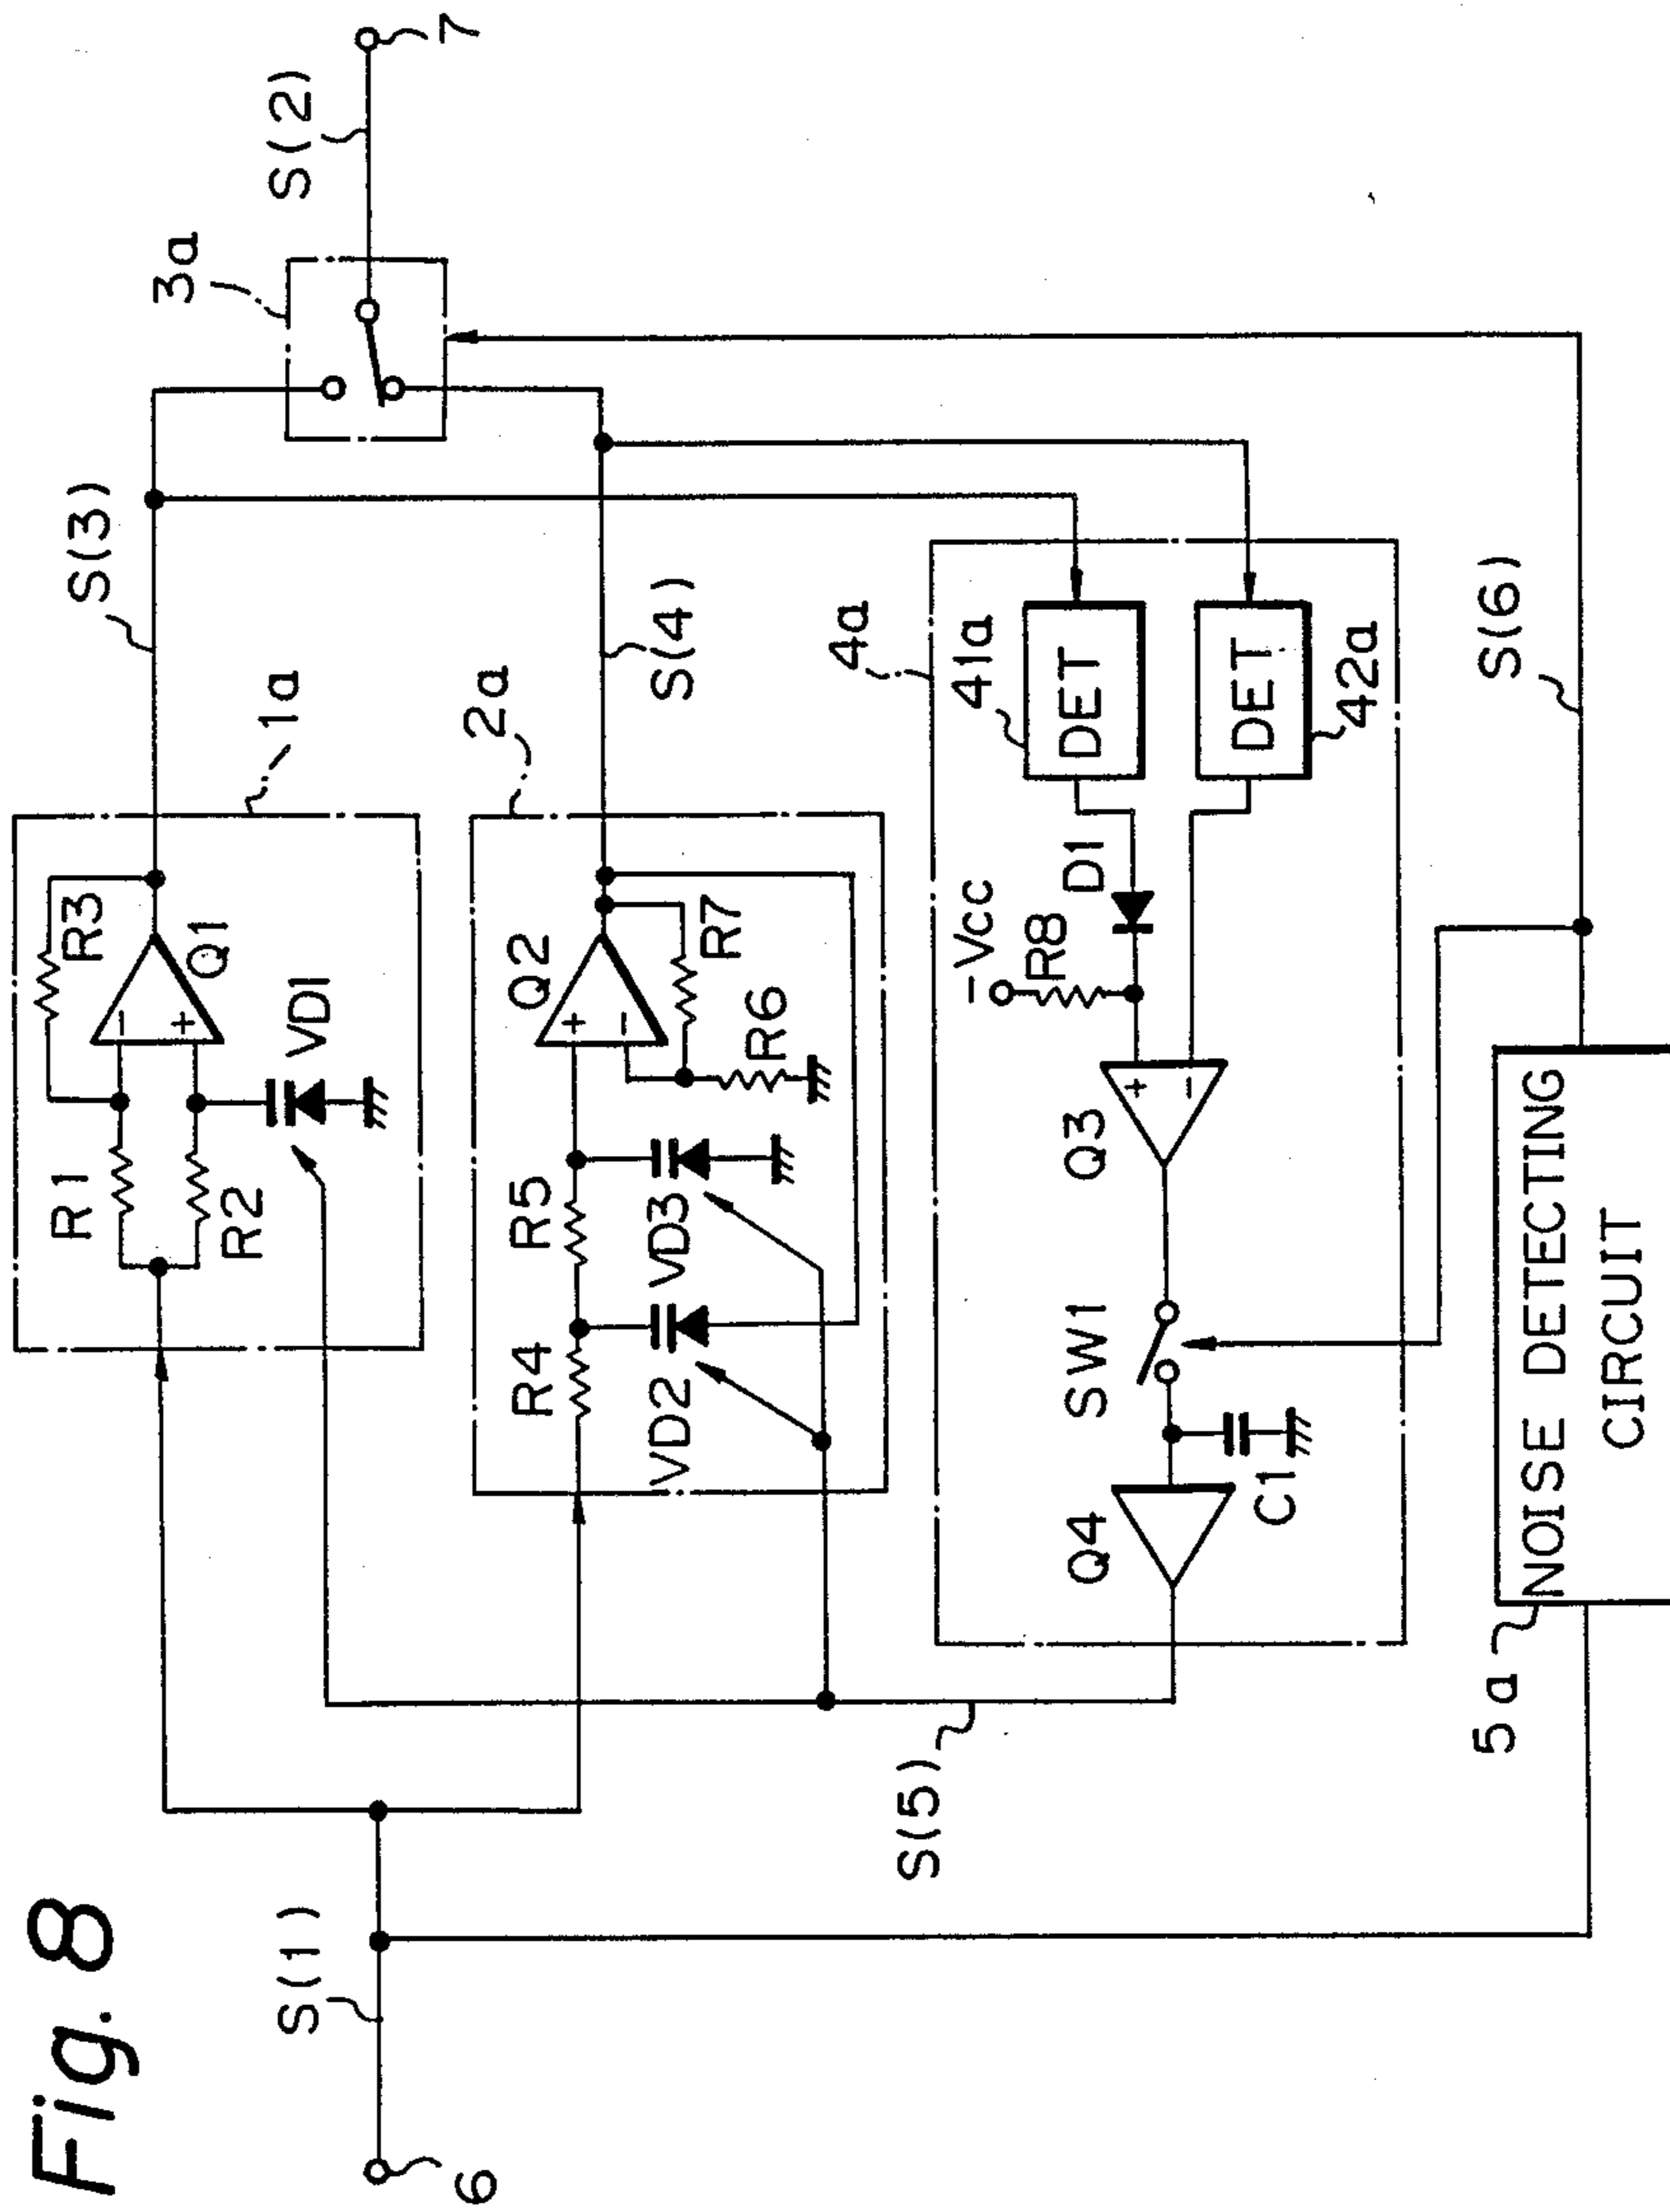 Fig. 8
S(1)
6
1a
R1
R2
R3
Q1
VD1
S(3)
3a
S(2)
7
2a
R4
R5
Q2
VD2
VD3
R6
R7
S(4)
S(5)
4a
Q4
C1
SW1
Q3
-Vcc
R8
D1
41a
DET
DET
42a
5a
NOISE DETECTING
CIRCUIT
S(6)
+
−
+
−
+
−